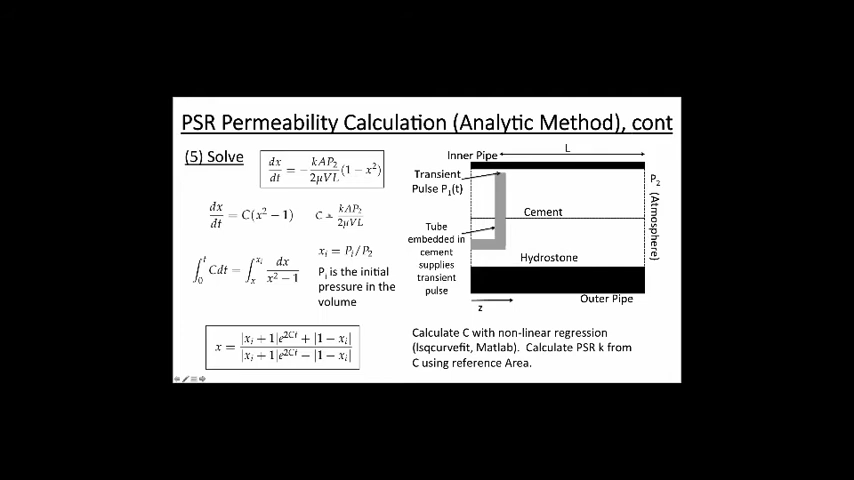 PSR Permeability Calculation (Analytic Method), cont
(5) Solve
dx/dt = -kAP₂/2μVL (1 − x²)
dx/dt = C(x² − 1)
C = kAP₂/2μVL
∫₀ᵗ Cdt = ∫ₓ^xᵢ dx/x² − 1
xᵢ = Pᵢ/P₂
Pᵢ is the initial
pressure in the
volume
x = |xᵢ + 1|e^2Ct + |1 − xᵢ| / |xᵢ + 1|e^2Ct − |1 − xᵢ|
Inner Pipe
L
Transient
Pulse P₁(t)
Tube
embedded in
cement
supplies
transient
pulse
Cement
Hydrostone
P₂ (Atmosphere)
Outer Pipe
z
Calculate C with non-linear regression
(lsqcurvefit, Matlab). Calculate PSR k from
C using reference Area.